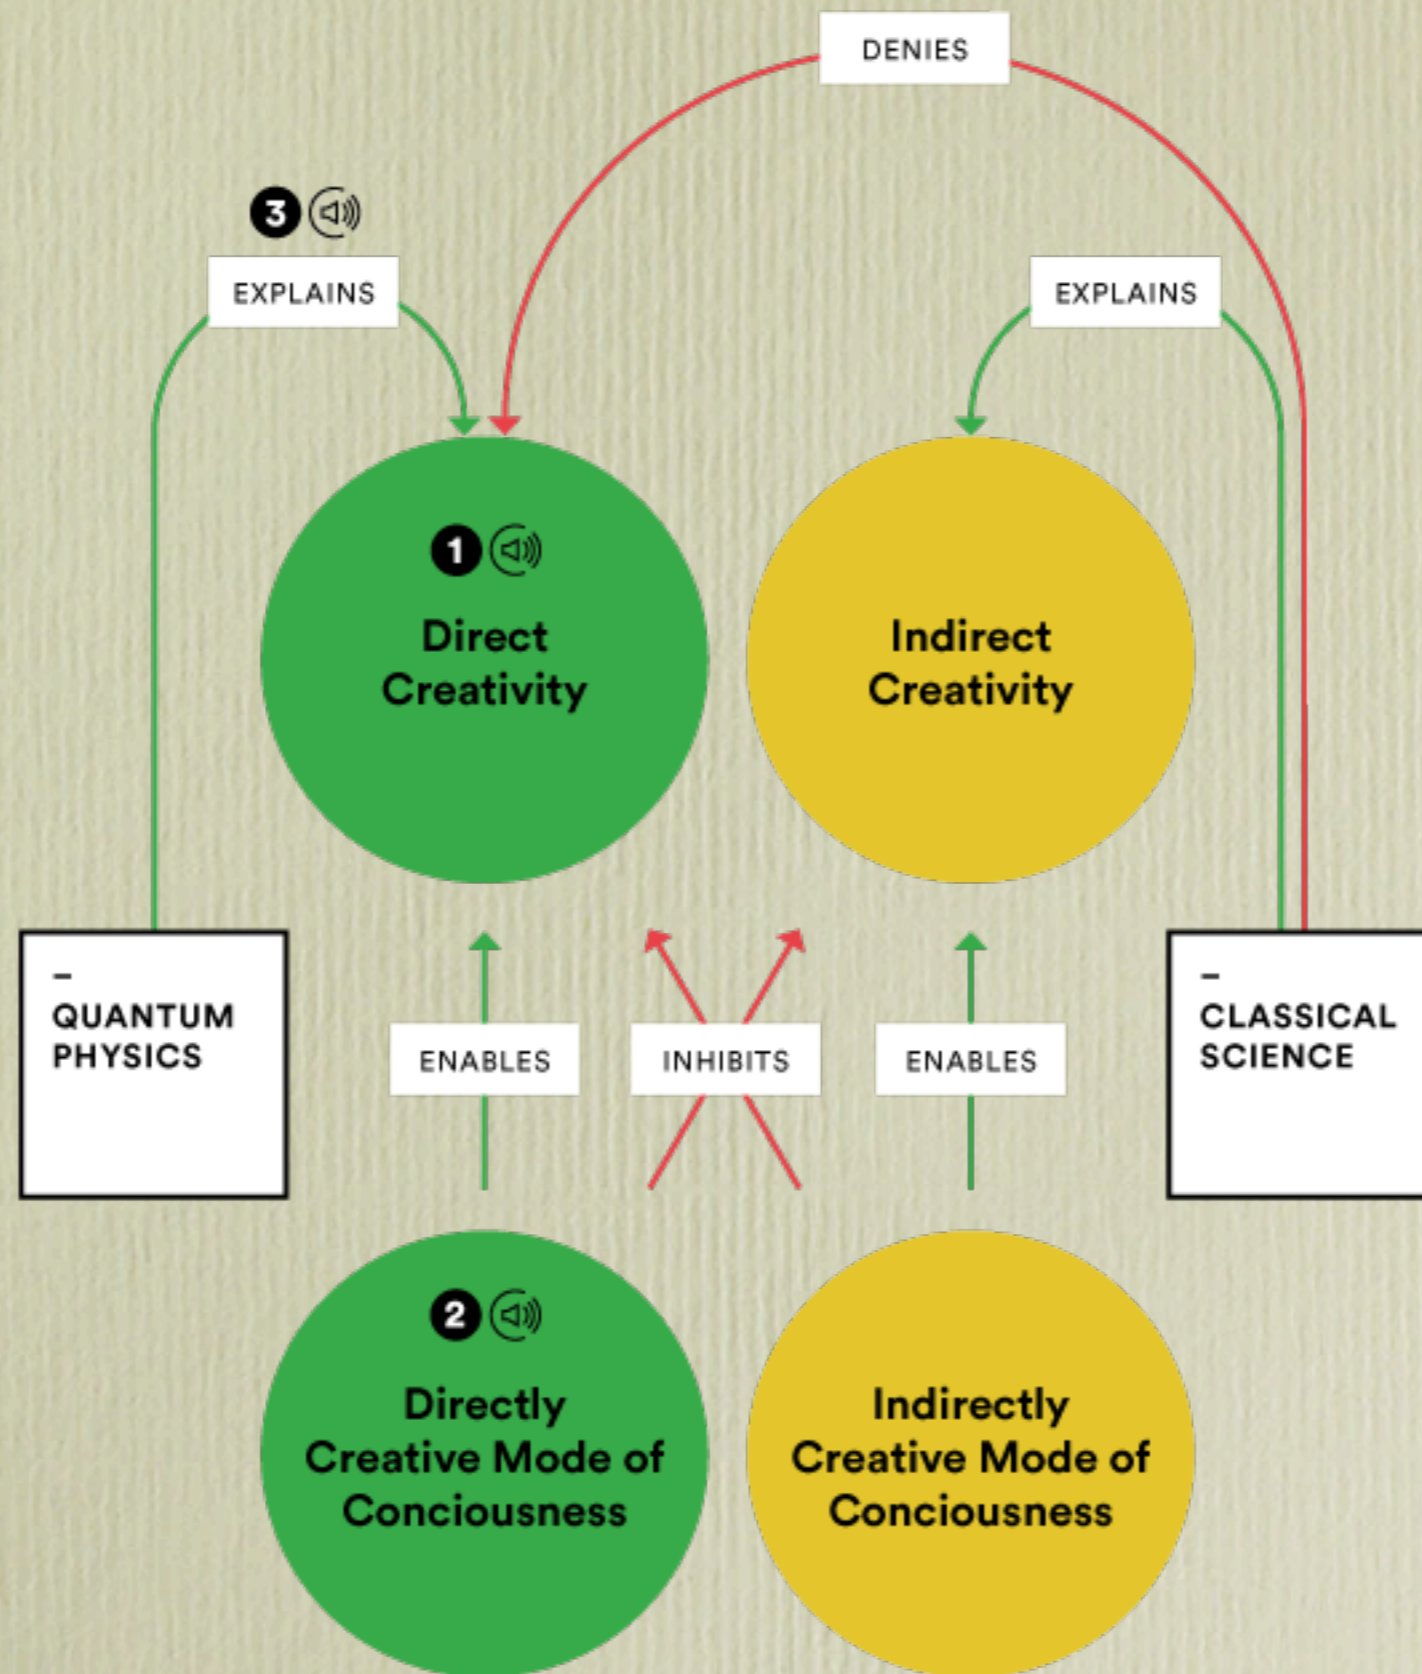 DENIES
3
EXPLAINS
EXPLAINS
1
Direct
Creativity
Indirect
Creativity
–
QUANTUM
PHYSICS
ENABLES
INHIBITS
ENABLES
–
CLASSICAL
SCIENCE
2
Directly
Creative Mode of
Conciousness
Indirectly
Creative Mode of
Conciousness